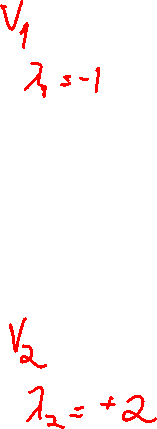 V₁
λ₁ = -1
V₂
λ₂ = +2